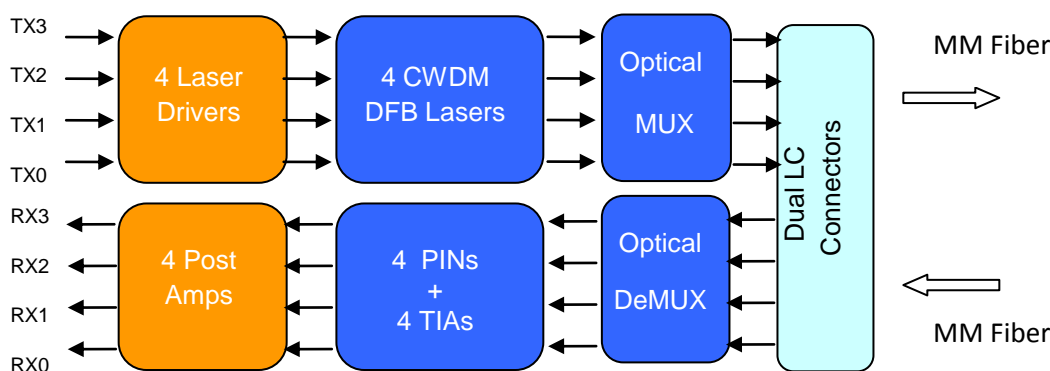 TX3
TX2
TX1
TX0
4 Laser
Drivers
4 CWDM
DFB Lasers
Optical
MUX
Dual LC
Connectors
MM Fiber
RX3
RX2
RX1
RX0
4 Post
Amps
4 PINs
+
4 TIAs
Optical
DeMUX
MM Fiber